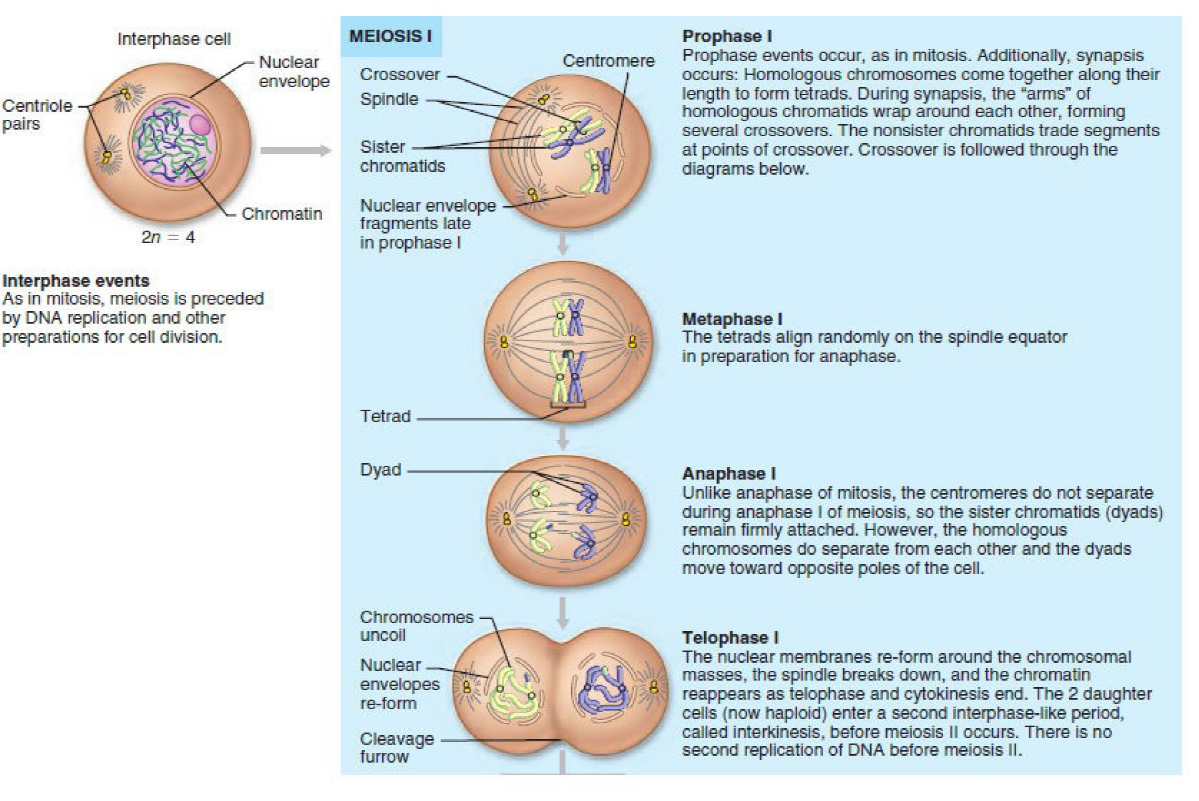 Interphase cell
Nuclear
envelope
Centriole
pairs
Chromatin
2n = 4
Interphase events
As in mitosis, meiosis is preceded
by DNA replication and other
preparations for cell division.
MEIOSIS I
Centromere
Crossover
Spindle
Sister
chromatids
Nuclear envelope
fragments late
in prophase I
Prophase I
Prophase events occur, as in mitosis. Additionally, synapsis
occurs: Homologous chromosomes come together along their
length to form tetrads. During synapsis, the “arms” of
homologous chromatids wrap around each other, forming
several crossovers. The nonsister chromatids trade segments
at points of crossover. Crossover is followed through the
diagrams below.
Metaphase I
The tetrads align randomly on the spindle equator
in preparation for anaphase.
Tetrad
Dyad
Anaphase I
Unlike anaphase of mitosis, the centromeres do not separate
during anaphase I of meiosis, so the sister chromatids (dyads)
remain firmly attached. However, the homologous
chromosomes do separate from each other and the dyads
move toward opposite poles of the cell.
Chromosomes
uncoil
Nuclear
envelopes
re-form
Cleavage
furrow
Telophase I
The nuclear membranes re-form around the chromosomal
masses, the spindle breaks down, and the chromatin
reappears as telophase and cytokinesis end. The 2 daughter
cells (now haploid) enter a second interphase-like period,
called interkinesis, before meiosis II occurs. There is no
second replication of DNA before meiosis II.